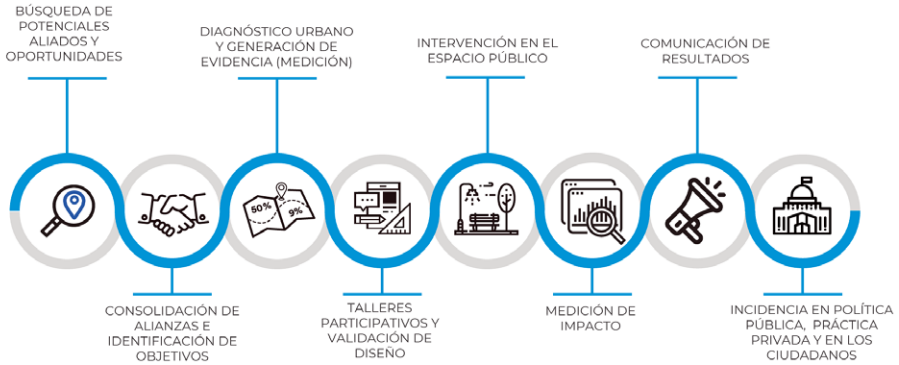 BÚSQUEDA DE
POTENCIALES
ALIADOS Y
OPORTUNIDADES
CONSOLIDACIÓN DE
ALIANZAS E
IDENTIFICACIÓN DE
OBJETIVOS
DIAGNÓSTICO URBANO
Y GENERACIÓN DE
EVIDENCIA (MEDICIÓN)
50%
9%
TALLERES
PARTICIPATIVOS Y
VALIDACIÓN DE
DISEÑO
INTERVENCIÓN EN EL
ESPACIO PÚBLICO
MEDICIÓN DE
IMPACTO
COMUNICACIÓN DE
RESULTADOS
INCIDENCIA EN POLÍTICA
PÚBLICA, PRÁCTICA
PRIVADA Y EN LOS
CIUDADANOS